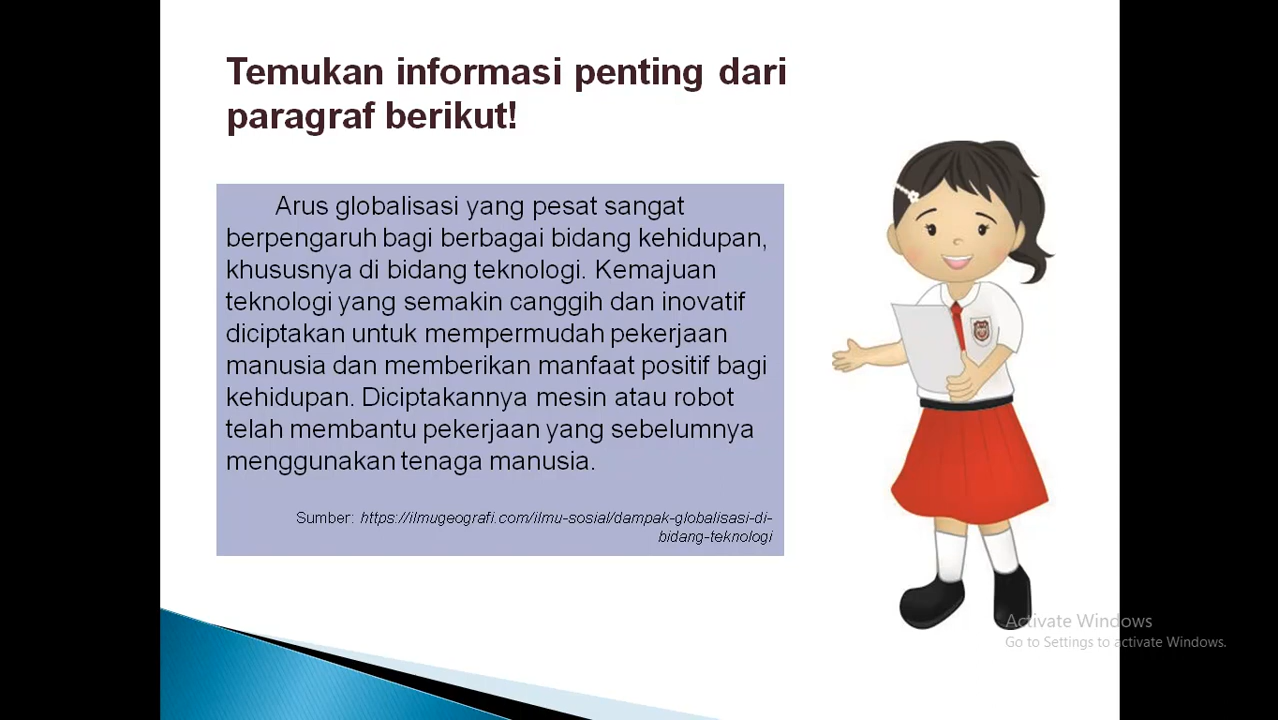 Temukan informasi penting dari
paragraf berikut!
Arus globalisasi yang pesat sangat
berpengaruh bagi berbagai bidang kehidupan,
khususnya di bidang teknologi. Kemajuan
teknologi yang semakin canggih dan inovatif
diciptakan untuk mempermudah pekerjaan
manusia dan memberikan manfaat positif bagi
kehidupan. Diciptakannya mesin atau robot
telah membantu pekerjaan yang sebelumnya
menggunakan tenaga manusia.
Sumber: https://ilmugeografi.com/ilmu-sosial/dampak-globalisasi-di-
bidang-teknologi
Activate Windows
Go to Settings to activate Windows.